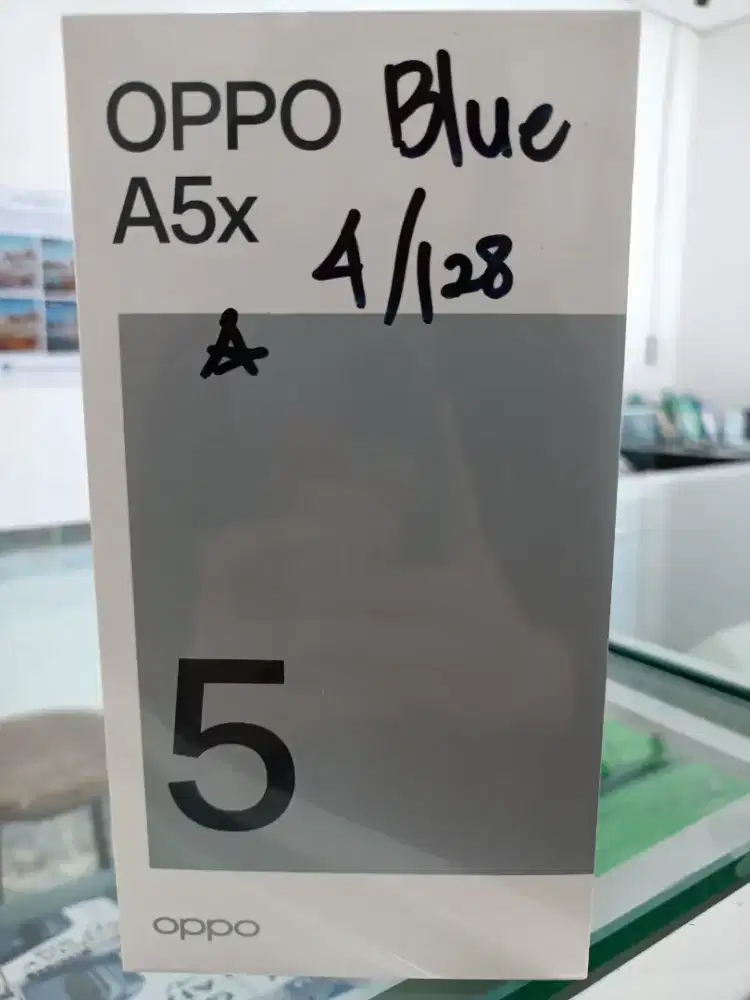 OPPO Blue
A5x
4/128
A
5
oppo